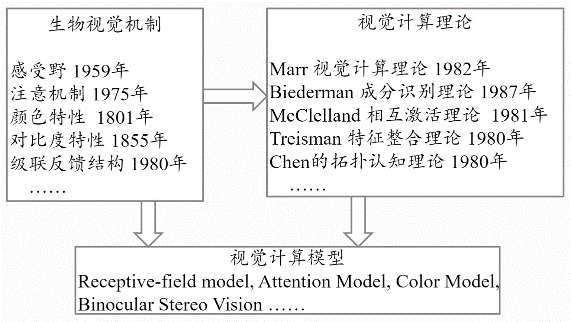 生物视觉机制
感受野 1959年
注意机制 1975年
颜色特性 1801年
对比度特性 1855年
级联反馈结构 1980年
……
视觉计算理论
Marr 视觉计算理论 1982年
Biederman 成分识别理论 1987年
McClelland 相互激活理论 1981年
Treisman 特征整合理论 1980年
Chen的拓扑认知理论 1980年
……
视觉计算模型
Receptive-field model, Attention Model, Color Model,
Binocular Stereo Vision ……